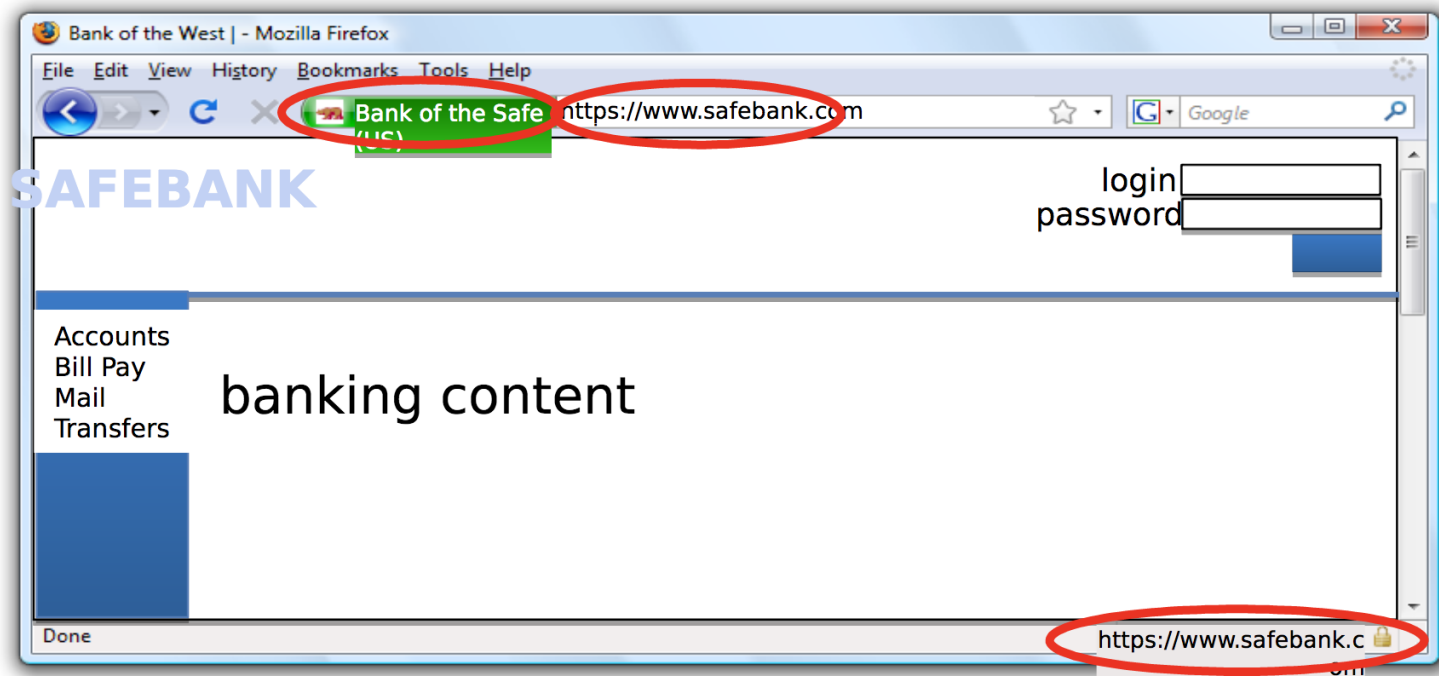 Bank of the West | - Mozilla Firefox
File Edit View History Bookmarks Tools Help
Bank of the Safe
(US)
https://www.safebank.com
G Google
SAFEBANK
login
password
Accounts
Bill Pay
Mail
Transfers
banking content
Done
https://www.safebank.c
om